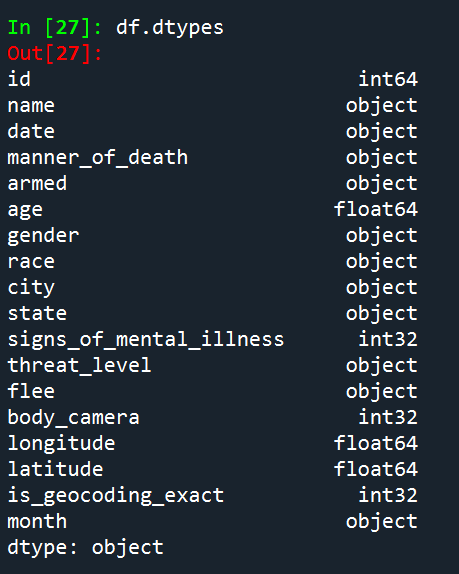 In [27]: df.dtypes
Out[27]:
id int64
name object
date object
manner_of_death object
armed object
age float64
gender object
race object
city object
state object
signs_of_mental_illness int32
threat_level object
flee object
body_camera int32
longitude float64
latitude float64
is_geocoding_exact int32
month object
dtype: object